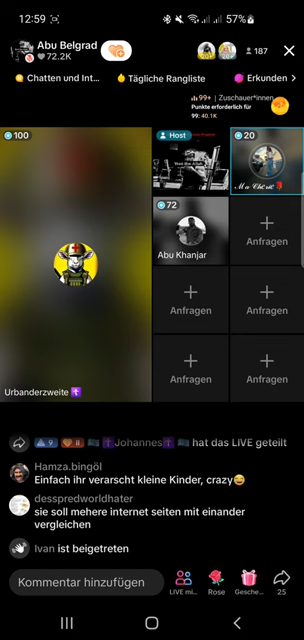 12:59
57%
Abu Belgrad
72.2K
187
Chatten und Int...
Tägliche Rangliste
Erkunden >
99+ | Zuschauer*innen
Punkte erforderlich für
99: 40.1K
100
Host
20
72
Abu Khanjar
Anfragen
Anfragen
Anfragen
Anfragen
Anfragen
Urbanderzweite
9 8 Johannes hat das LIVE geteilt
Hamza.bingöl
Einfach ihr verarscht kleine Kinder, crazy😅
desspredworldhater
sie soll mehere internet seiten mit einander
vergleichen
Ivan ist beigetreten
Kommentar hinzufügen
LIVE mi...
Rose
Gesche...
25